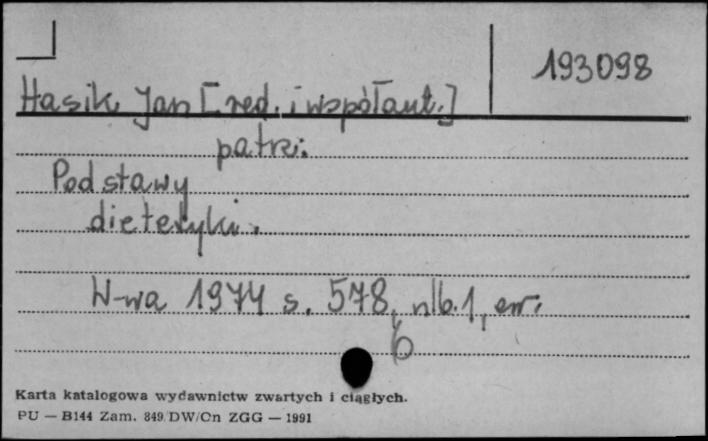 193098
Hasik Jan [red. i współaut.]
patrz:
Podstawy
dietetyki.
W-wa 1974 s. 578, nlb. 1, err.
6
Karta katalogowa wydawnictw zwartych i ciągłych.
PU — B144 Zam. 849/DW/Cn ZGG — 1991